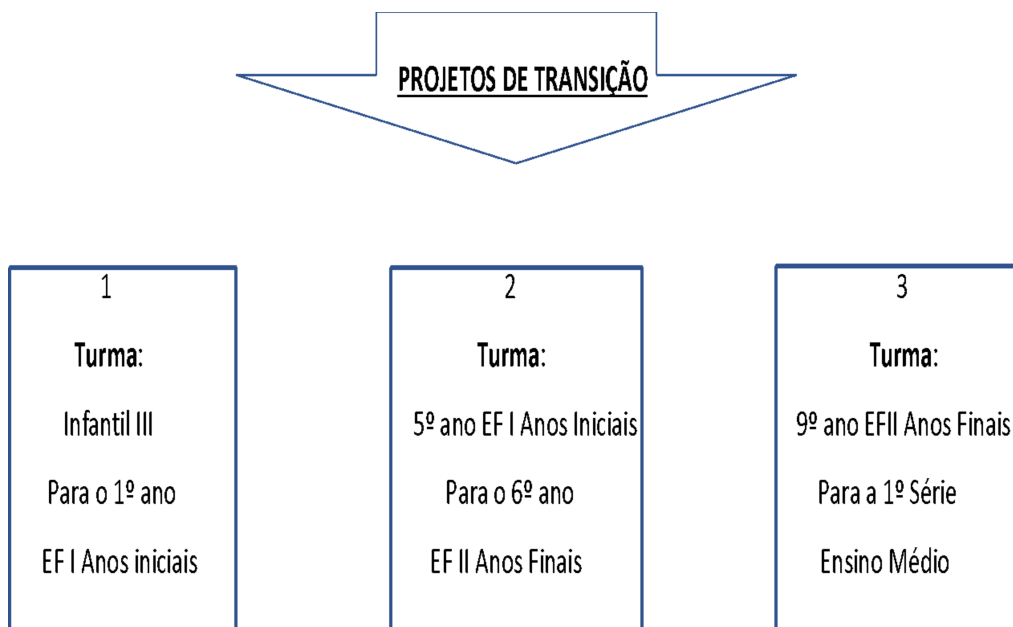 PROJETOS DE TRANSIÇÃO
1
Turma:
Infantil III
Para o 1º ano
EF I Anos iniciais
2
Turma:
5º ano EF I Anos Iniciais
Para o 6º ano
EF II Anos Finais
3
Turma:
9º ano EFII Anos Finais
Para a 1º Série
Ensino Médio